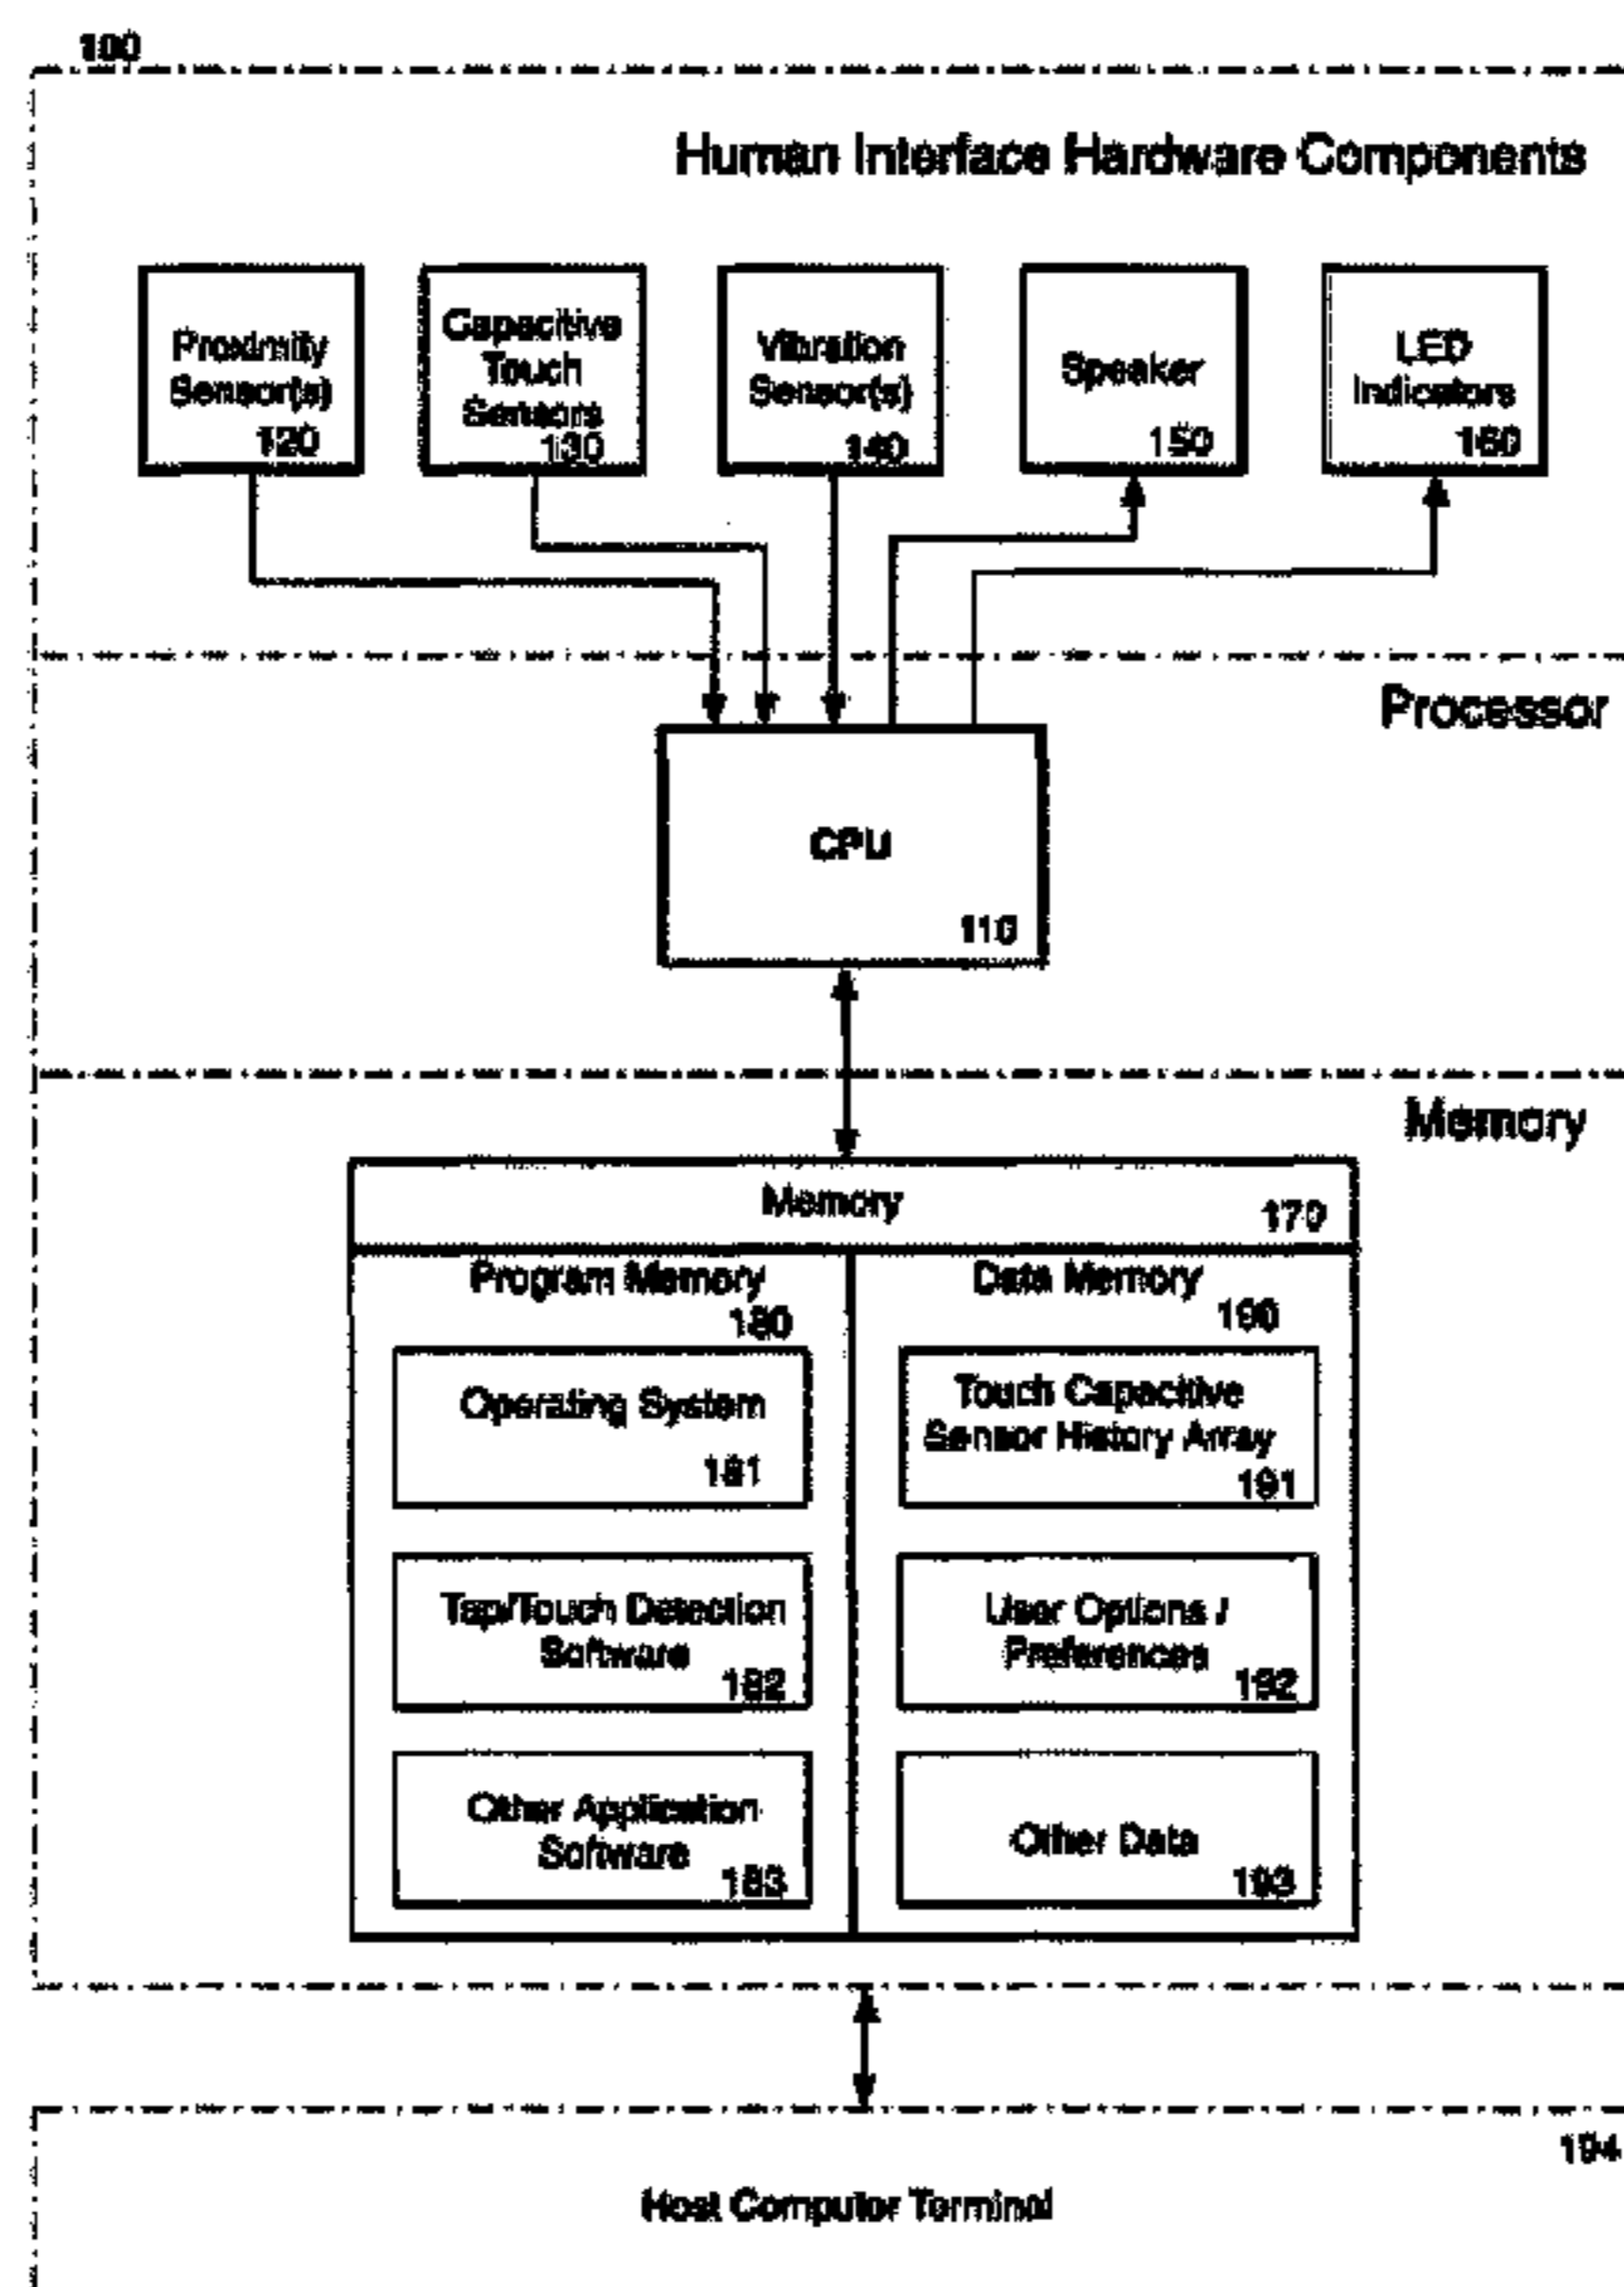 100
Human Interface Hardware Components
Proximity
Sensor(s)
120
Capacitive
Touch
Sensors
130
Vibration
Sensor(s)
140
Speaker
150
LED
Indicators
160
Processor
CPU
110
Memory
Memory
170
Program Memory
180
Operating System
181
Tap/Touch Detection
Software
182
Other Application
Software
183
Data Memory
190
Touch Capacitive
Sensor History Array
191
User Options /
Preferences
192
Other Data
193
194
Host Computer Terminal